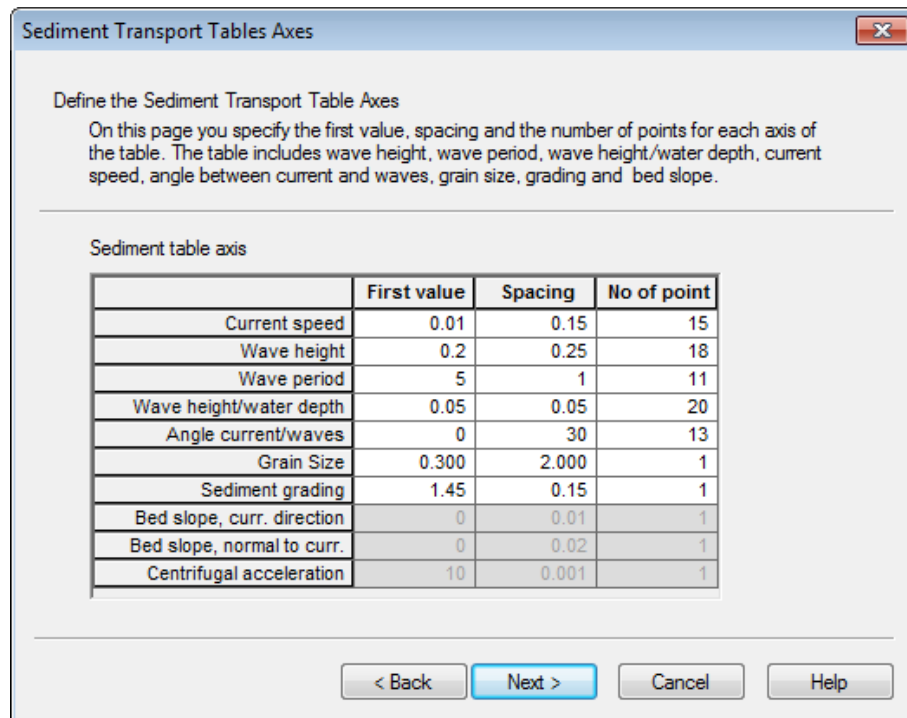 Sediment Transport Tables Axes
Define the Sediment Transport Table Axes
On this page you specify the first value, spacing and the number of points for each axis of
the table. The table includes wave height, wave period, wave height/water depth, current
speed, angle between current and waves, grain size, grading and bed slope.
Sediment table axis
First value Spacing No of point
Current speed 0.01 0.15 15
Wave height 0.2 0.25 18
Wave period 5 1 11
Wave height/water depth 0.05 0.05 20
Angle current/waves 0 30 13
Grain Size 0.300 2.000 1
Sediment grading 1.45 0.15 1
Bed slope, curr. direction 0 0.01 1
Bed slope, normal to curr. 0 0.02 1
Centrifugal acceleration 10 0.001 1
< Back Next > Cancel Help